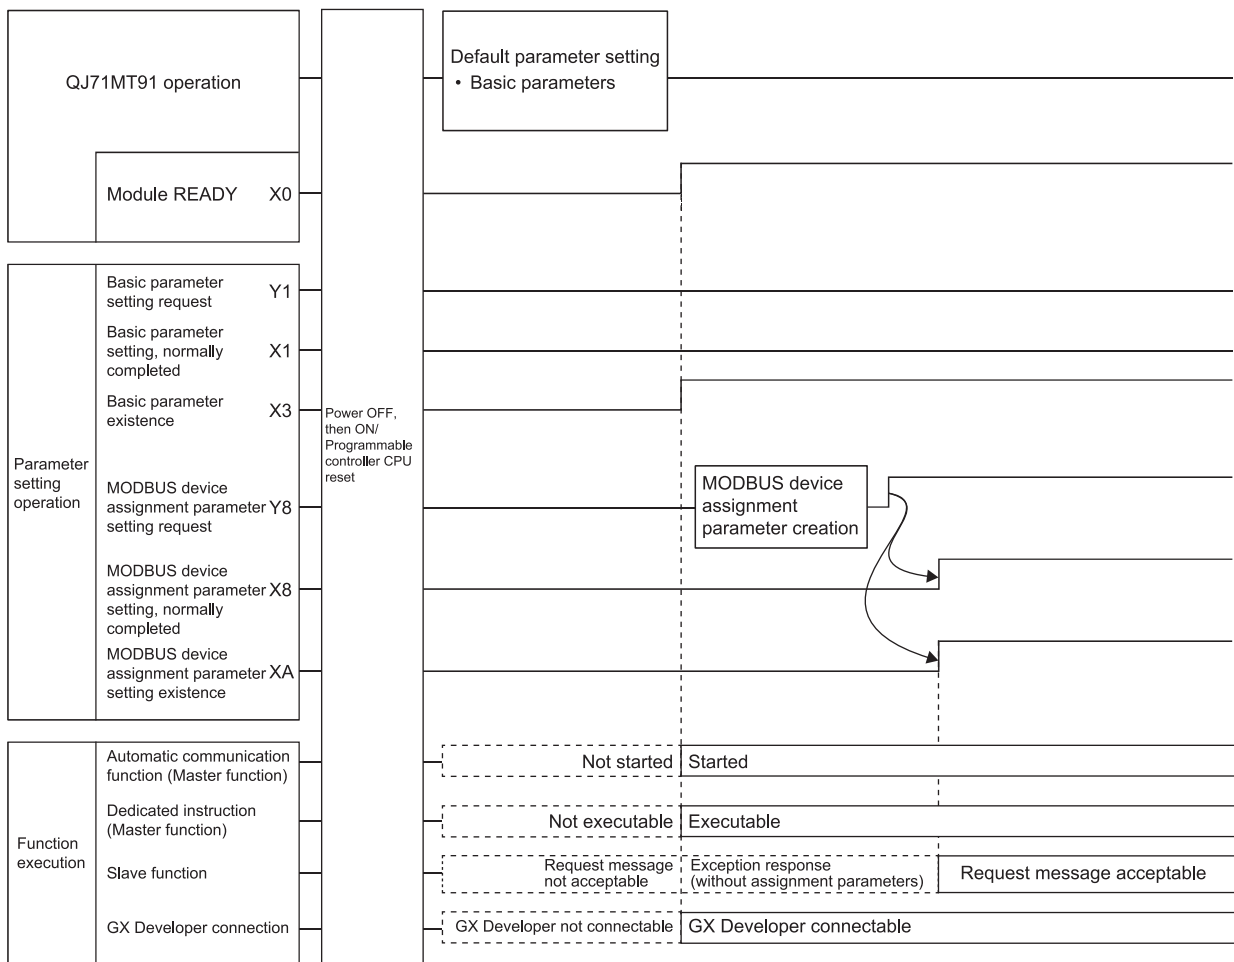 QJ71MT91 operation
Default parameter setting
• Basic parameters
Module READY X0
Parameter
setting
operation
Basic parameter
setting request
Y1
Basic parameter
setting, normally
completed
X1
Basic parameter
existence
X3
Power OFF,
then ON/
Programmable
controller CPU
reset
MODBUS device
assignment parameter
setting request
Y8
MODBUS device
assignment
parameter creation
MODBUS device
assignment parameter
setting, normally
completed
X8
MODBUS device
assignment parameter
setting existence
XA
Function
execution
Automatic communication
function (Master function)
Not started
Started
Dedicated instruction
(Master function)
Not executable
Executable
Slave function
Request message
not acceptable
Exception response
(without assignment parameters)
Request message acceptable
GX Developer connection
GX Developer not connectable
GX Developer connectable